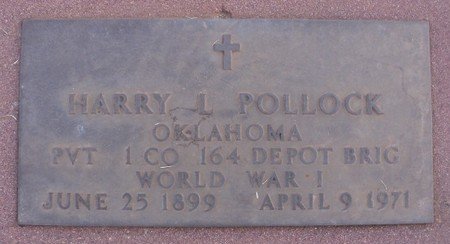 HARRY L POLLOCK
OKLAHOMA
PVT 1 CO 164 DEPOT BRIG
WORLD WAR I
JUNE 25 1899 APRIL 9 1971